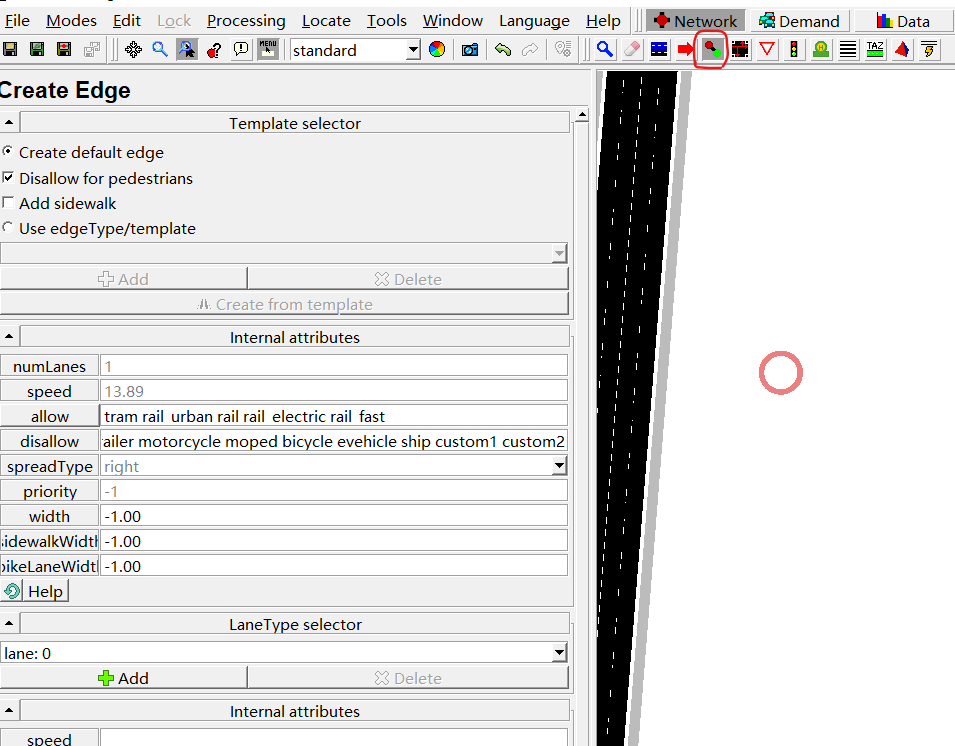 File Modes Edit Lock Processing Locate Tools Window Language Help Network Demand Data
MENU standard TAZ
Create Edge
Template selector
Create default edge
Disallow for pedestrians
Add sidewalk
Use edgeType/template
Add Delete
Create from template
Internal attributes
numLanes 1
speed 13.89
allow tram rail_urban rail rail_electric rail_fast
disallow ailer motorcycle moped bicycle evehicle ship custom1 custom2
spreadType right
priority -1
width -1.00
idewalkWidth -1.00
bikeLaneWidt -1.00
Help
LaneType selector
lane: 0
Add Delete
Internal attributes
speed